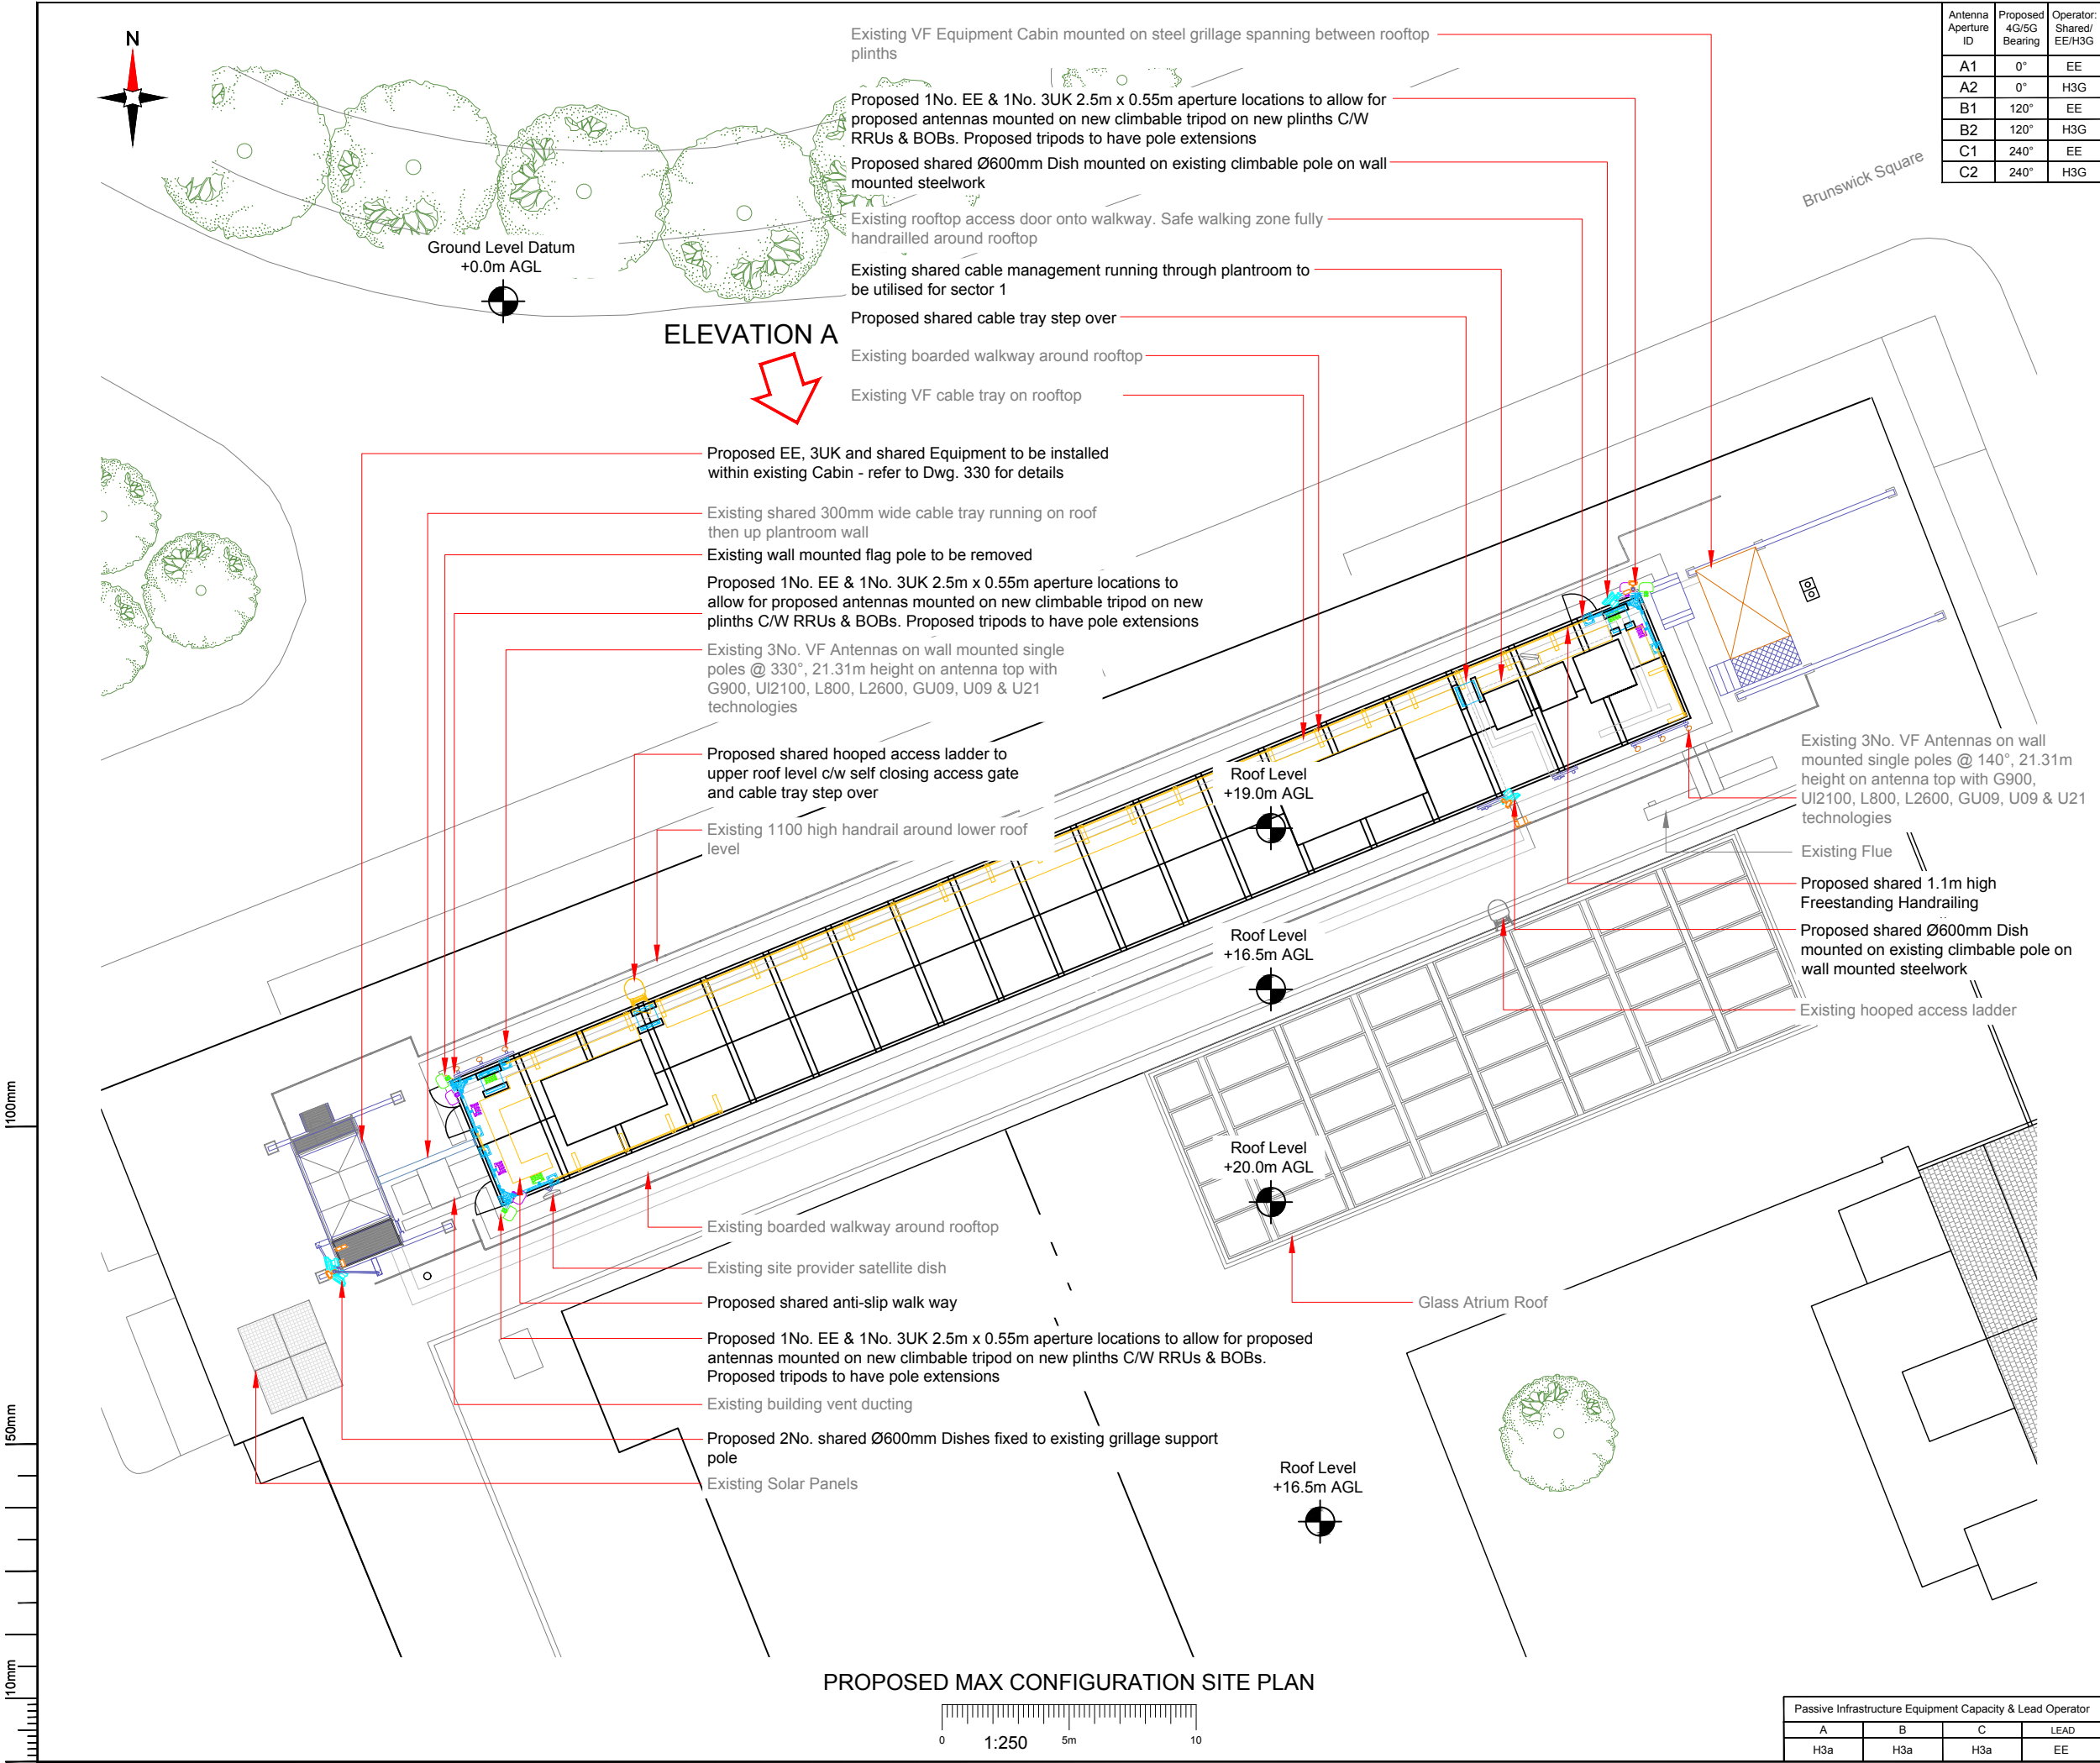 N
Existing VF Equipment Cabin mounted on steel grillage spanning between rooftop
plinths
Proposed 1No. EE & 1No. 3UK 2.5m x 0.55m aperture locations to allow for
proposed antennas mounted on new climbable tripod on new plinths C/W
RRUs & BOBs. Proposed tripods to have pole extensions
Proposed shared Ø600mm Dish mounted on existing climbable pole on wall
mounted steelwork
Existing rooftop access door onto walkway. Safe walking zone fully
handrailled around rooftop
Existing shared cable management running through plantroom to
be utilised for sector 1
Proposed shared cable tray step over
Existing boarded walkway around rooftop
Existing VF cable tray on rooftop
Antenna Aperture ID | Proposed 4G/5G Bearing | Operator: Shared/ EE/H3G
A1 0° EE
A2 0° H3G
B1 120° EE
B2 120° H3G
C1 240° EE
C2 240° H3G
Brunswick Square
Ground Level Datum
+0.0m AGL
ELEVATION A
Proposed EE, 3UK and shared Equipment to be installed
within existing Cabin - refer to Dwg. 330 for details
Existing shared 300mm wide cable tray running on roof
then up plantroom wall
Existing wall mounted flag pole to be removed
Proposed 1No. EE & 1No. 3UK 2.5m x 0.55m aperture locations to
allow for proposed antennas mounted on new climbable tripod on new
plinths C/W RRUs & BOBs. Proposed tripods to have pole extensions
Existing 3No. VF Antennas on wall mounted single
poles @ 330°, 21.31m height on antenna top with
G900, Ul2100, L800, L2600, GU09, U09 & U21
technologies
Proposed shared hooped access ladder to
upper roof level c/w self closing access gate
and cable tray step over
Existing 1100 high handrail around lower roof
level
Roof Level
+19.0m AGL
Roof Level
+16.5m AGL
Roof Level
+20.0m AGL
Existing 3No. VF Antennas on wall
mounted single poles @ 140°, 21.31m
height on antenna top with G900,
Ul2100, L800, L2600, GU09, U09 & U21
technologies
Existing Flue
Proposed shared 1.1m high
Freestanding Handrailing
Proposed shared Ø600mm Dish
mounted on existing climbable pole on
wall mounted steelwork
Existing hooped access ladder
Existing boarded walkway around rooftop
Existing site provider satellite dish
Proposed shared anti-slip walk way
Glass Atrium Roof
Proposed 1No. EE & 1No. 3UK 2.5m x 0.55m aperture locations to allow for proposed
antennas mounted on new climbable tripod on new plinths C/W RRUs & BOBs.
Proposed tripods to have pole extensions
Existing building vent ducting
Proposed 2No. shared Ø600mm Dishes fixed to existing grillage support
pole
Existing Solar Panels
Roof Level
+16.5m AGL
100mm
50mm
10mm
PROPOSED MAX CONFIGURATION SITE PLAN
0 1:250 5m 10
Passive Infrastructure Equipment Capacity & Lead Operator
A B C LEAD
H3a H3a H3a EE